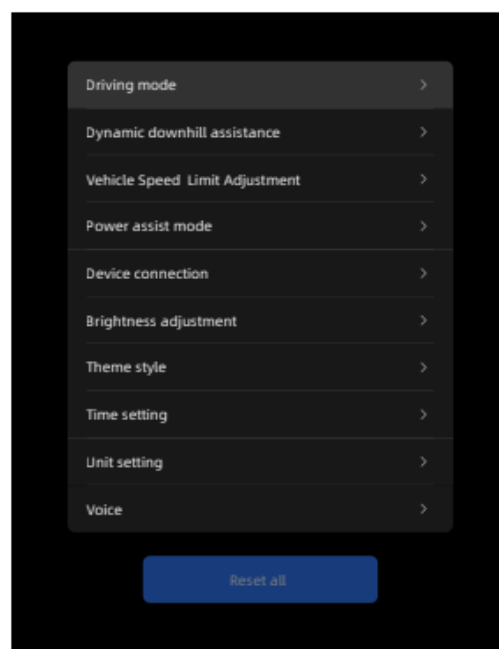 Driving mode
Dynamic downhill assistance
Vehicle Speed Limit Adjustment
Power assist mode
Device connection
Brightness adjustment
Theme style
Time setting
Unit setting
Voice
Reset all